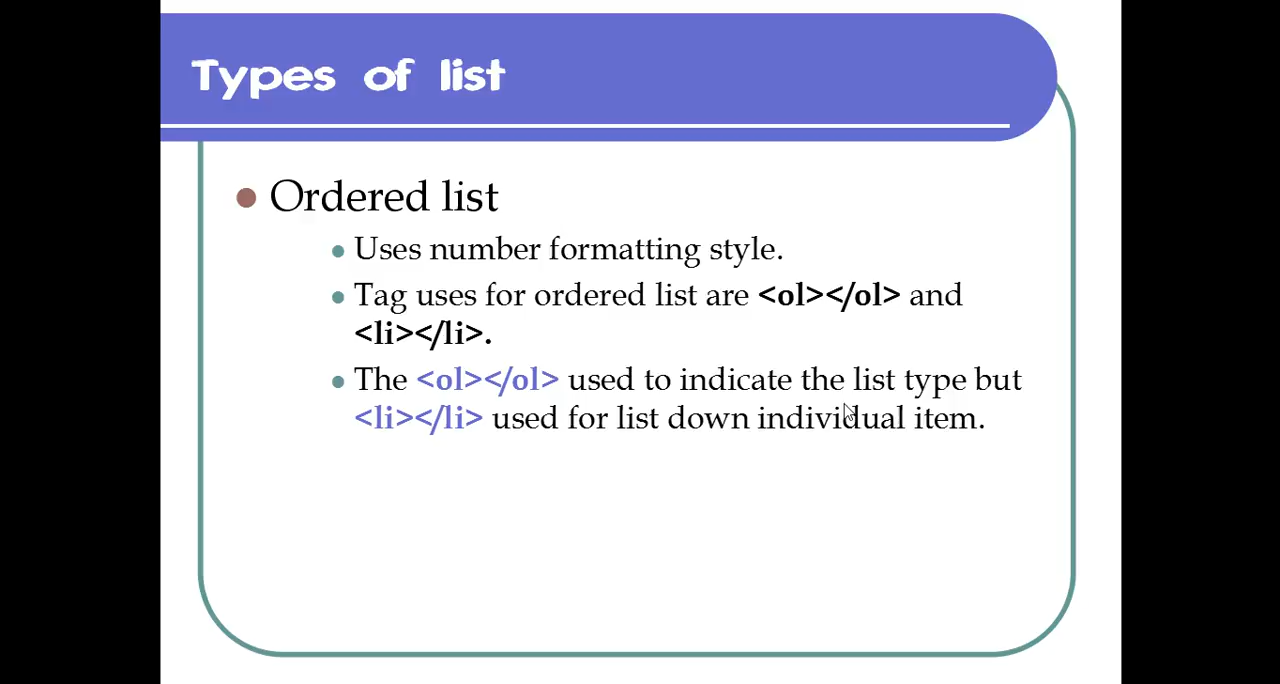 Types of list
Ordered list
Uses number formatting style.
Tag uses for ordered list are <ol></ol> and
<li></li>.
The <ol></ol> used to indicate the list type but
<li></li> used for list down individual item.